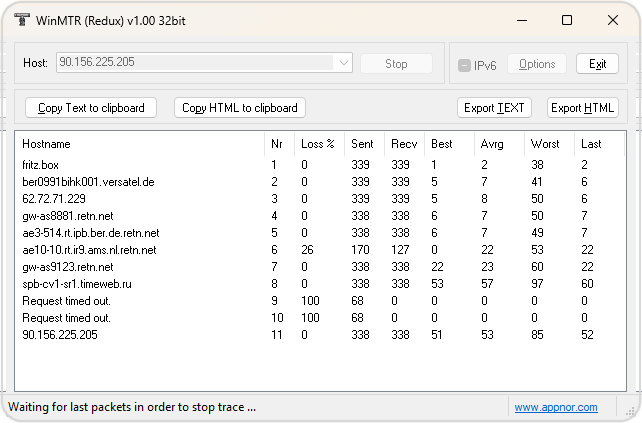 WinMTR (Redux) v1.00 32bit
Host: 90.156.225.205 Stop IPv6 Options Exit
Copy Text to clipboard Copy HTML to clipboard Export TEXT Export HTML
Hostname Nr Loss % Sent Recv Best Avrg Worst Last
fritz.box 1 0 339 339 1 2 38 2
ber0991bihk001.versatel.de 2 0 339 339 5 7 41 6
62.72.71.229 3 0 339 339 5 8 50 6
gw-as8881.retn.net 4 0 338 338 6 7 50 7
ae3-514.rt.ipb.ber.de.retn.net 5 0 338 338 6 7 49 7
ae10-10.rt.ir9.ams.nl.retn.net 6 26 170 127 0 22 53 22
gw-as9123.retn.net 7 0 338 338 22 23 60 22
spb-cv1-sr1.timeweb.ru 8 0 338 338 53 57 97 60
Request timed out. 9 100 68 0 0 0 0 0
Request timed out. 10 100 68 0 0 0 0 0
90.156.225.205 11 0 338 338 51 53 85 52
Waiting for last packets in order to stop trace ... www.appnor.com